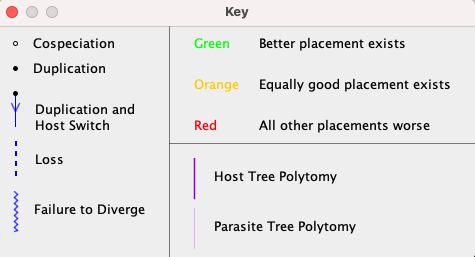 Key
Cospeciation
Duplication
Duplication and
Host Switch
Loss
Failure to Diverge
Green Better placement exists
Orange Equally good placement exists
Red All other placements worse
Host Tree Polytomy
Parasite Tree Polytomy